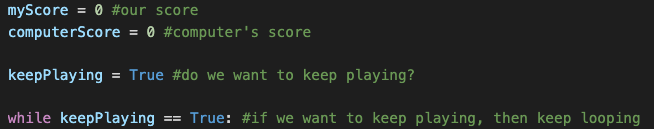 myScore = 0 #our score
computerScore = 0 #computer's score
keepPlaying = True #do we want to keep playing?
while keepPlaying == True: #if we want to keep playing, then keep looping